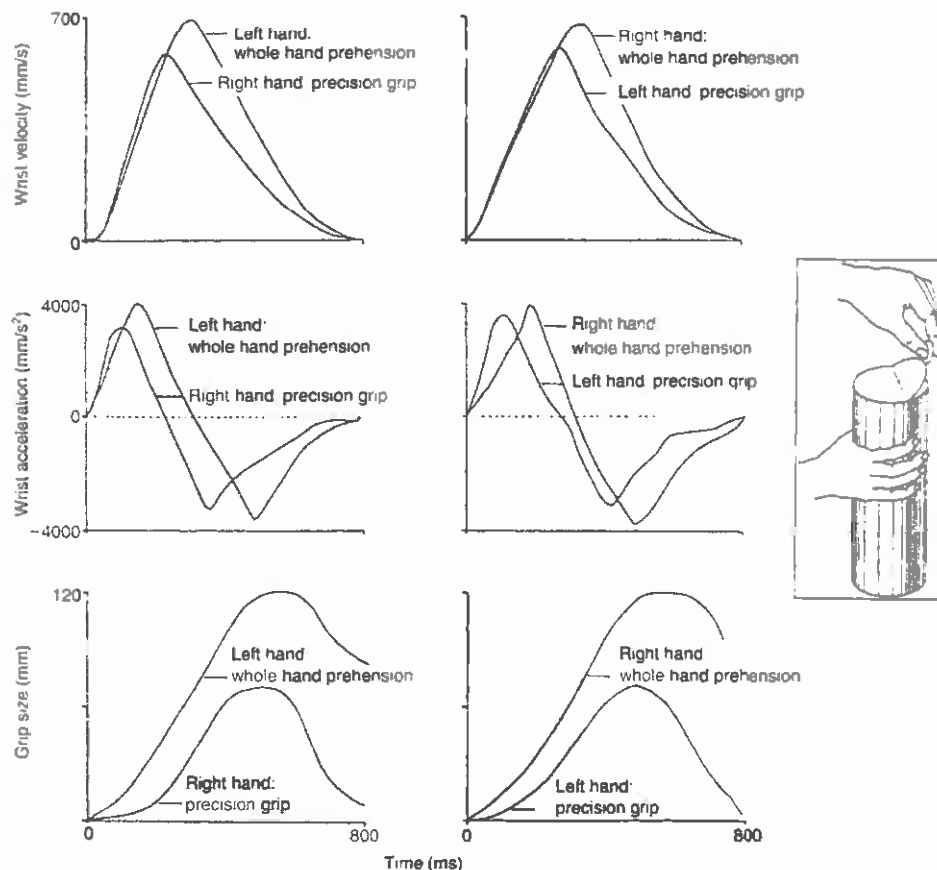 Wrist velocity (mm/s)
700
0
Left hand:
whole hand prehension
Right hand precision grip
Right hand:
whole hand prehension
Left hand precision grip
0
800
Wrist acceleration (mm/s²)
4000
0
−4000
Left hand:
whole hand prehension
Right hand precision grip
Right hand
whole hand prehension
Left hand precision grip
Grip size (mm)
120
Left hand
whole hand prehension
Right hand:
precision grip
0
800
Right hand
whole hand prehension
Left hand:
precision grip
0
800
Time (ms)